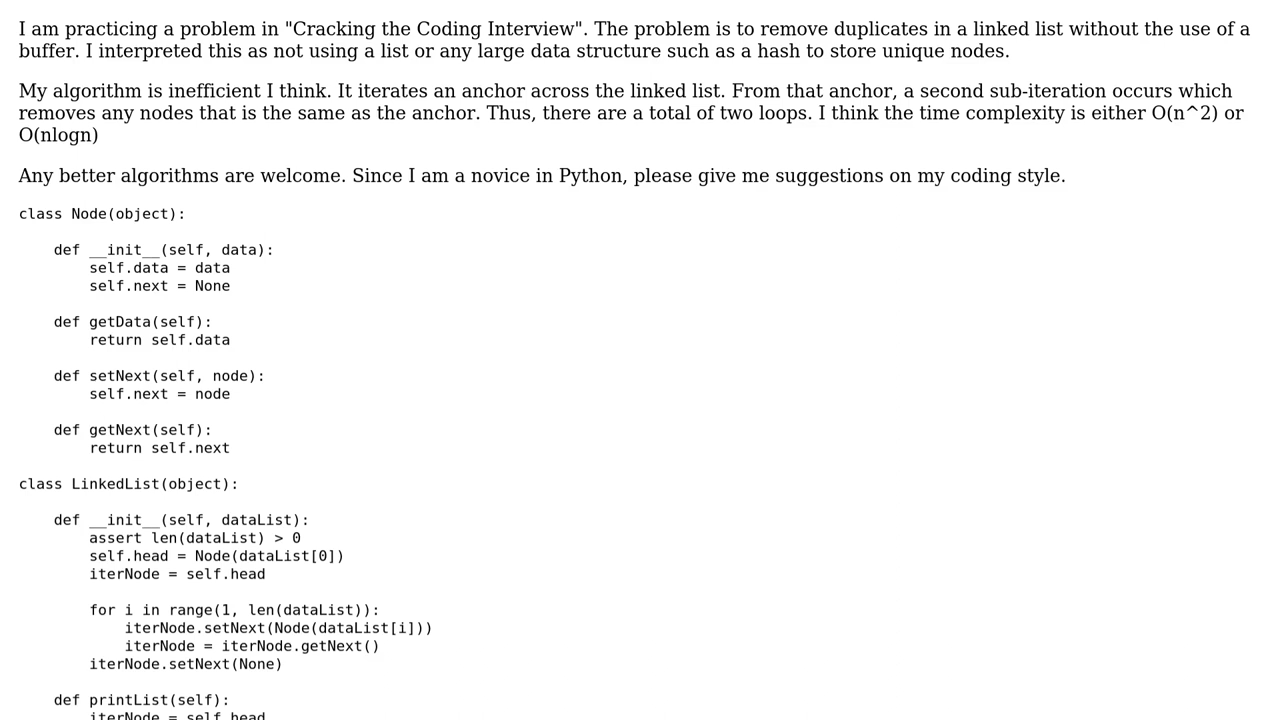 I am practicing a problem in "Cracking the Coding Interview". The problem is to remove duplicates in a linked list without the use of a
buffer. I interpreted this as not using a list or any large data structure such as a hash to store unique nodes.
My algorithm is inefficient I think. It iterates an anchor across the linked list. From that anchor, a second sub-iteration occurs which
removes any nodes that is the same as the anchor. Thus, there are a total of two loops. I think the time complexity is either O(n^2) or
O(nlogn)
Any better algorithms are welcome. Since I am a novice in Python, please give me suggestions on my coding style.
class Node(object):
    def __init__(self, data):
        self.data = data
        self.next = None
    def getData(self):
        return self.data
    def setNext(self, node):
        self.next = node
    def getNext(self):
        return self.next
class LinkedList(object):
    def __init__(self, dataList):
        assert len(dataList) > 0
        self.head = Node(dataList[0])
        iterNode = self.head
        for i in range(1, len(dataList)):
            iterNode.setNext(Node(dataList[i]))
            iterNode = iterNode.getNext()
        iterNode.setNext(None)
    def printList(self):
        iterNode = self.head